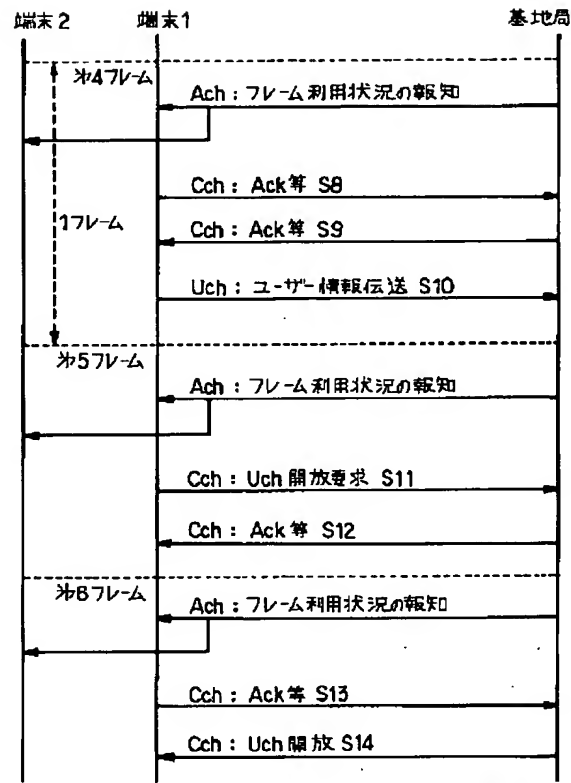 端末2
端末1
基地局
第4フレーム
Ach：フレーム利用状況の報知
Cch：Ack等 S8
1フレーム
Cch：Ack等 S9
Uch：ユーザー情報伝送 S10
第5フレーム
Ach：フレーム利用状況の報知
Cch：Uch開放要求 S11
Cch：Ack等 S12
第6フレーム
Ach：フレーム利用状況の報知
Cch：Ack等 S13
Cch：Uch開放 S14